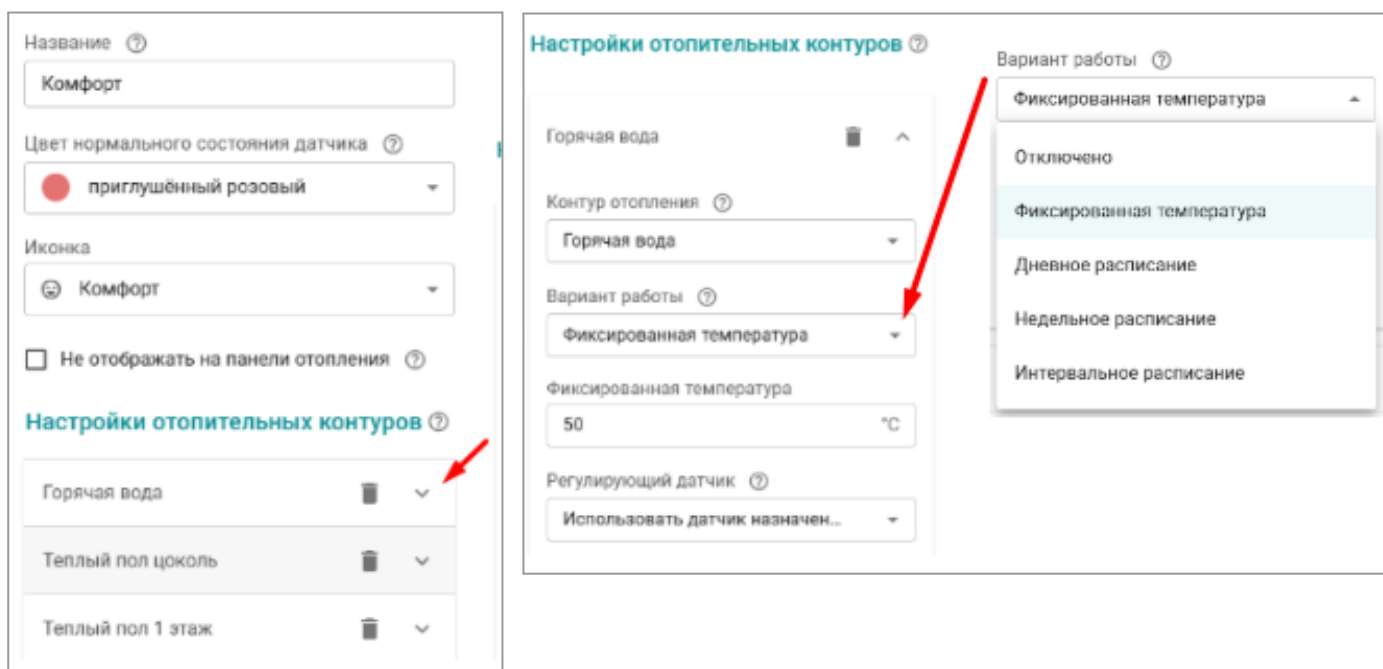 Название
Комфорт
Цвет нормального состояния датчика
приглушённый розовый
Иконка
Комфорт
Не отображать на панели отопления
Настройки отопительных контуров
Горячая вода
Теплый пол цоколь
Теплый пол 1 этаж
Настройки отопительных контуров
Горячая вода
Контур отопления
Горячая вода
Вариант работы
Фиксированная температура
Фиксированная температура
50 °C
Регулирующий датчик
Использовать датчик назначен...
Вариант работы
Фиксированная температура
Отключено
Фиксированная температура
Дневное расписание
Недельное расписание
Интервальное расписание